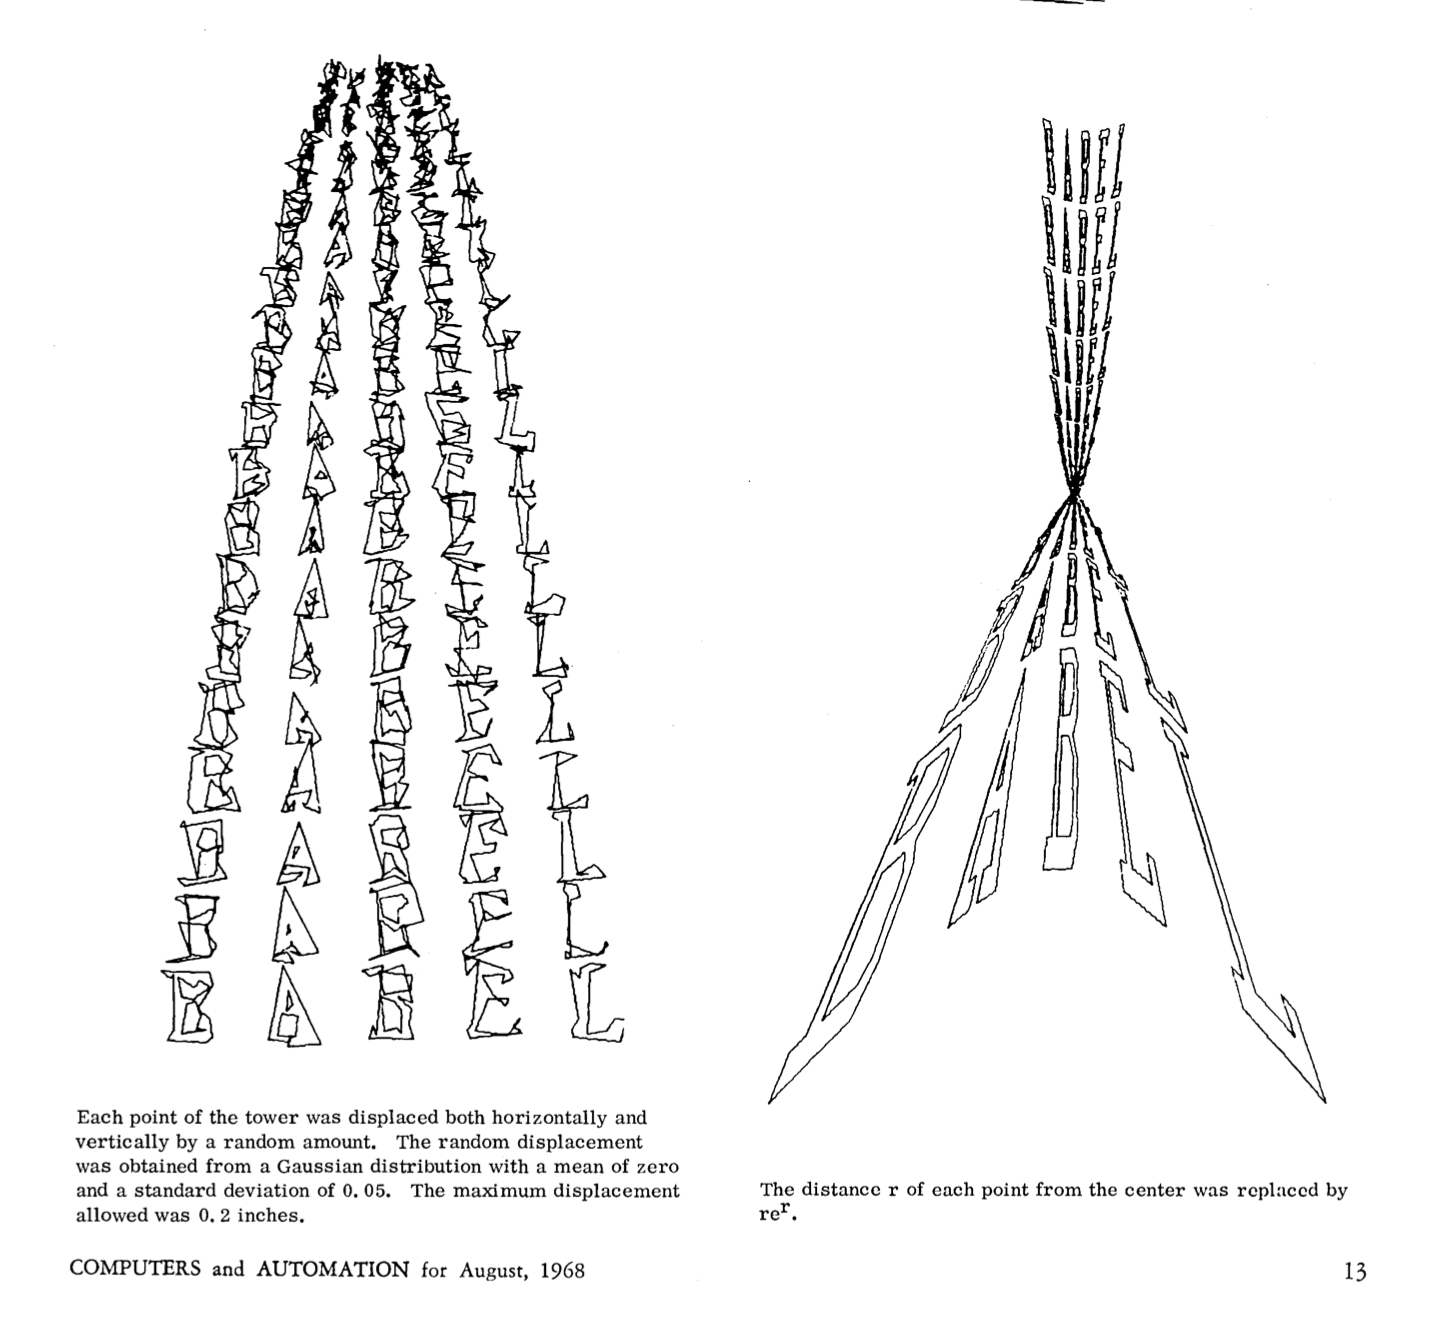 B A B E L
B A B E L
Each point of the tower was displaced both horizontally and
vertically by a random amount. The random displacement
was obtained from a Gaussian distribution with a mean of zero
and a standard deviation of 0.05. The maximum displacement
allowed was 0.2 inches.
The distance r of each point from the center was replaced by
reʳ.
COMPUTERS and AUTOMATION for August, 1968
13